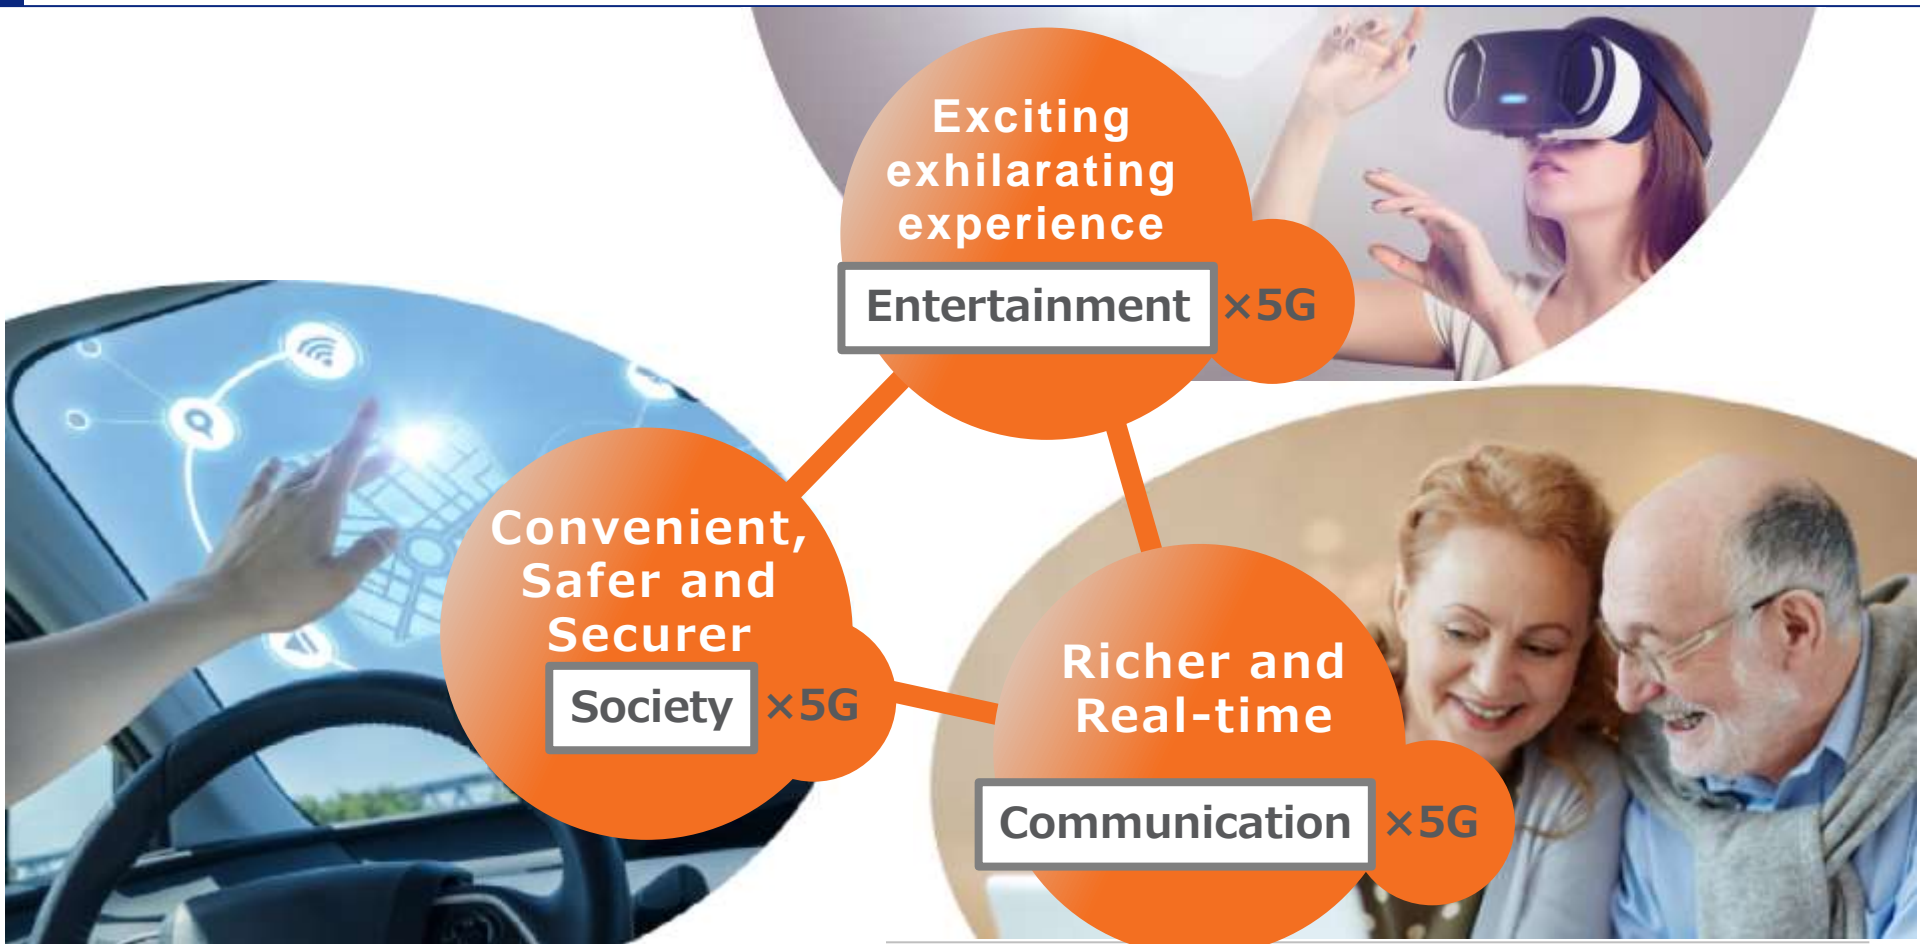 Exciting
exhilarating
experience
Entertainment ×5G
Convenient,
Safer and
Securer
Society ×5G
Richer and
Real-time
Communication ×5G